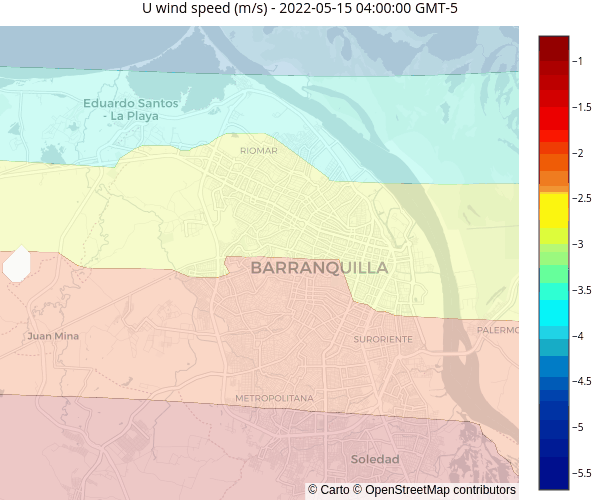 U wind speed (m/s) - 2022-05-15 04:00:00 GMT-5
Eduardo Santos
- La Playa
RIOMAR
BARRANQUILLA
Juan Mina
SURORIENTE
PALERMO
METROPOLITANA
Soledad
© Carto © OpenStreetMap contributors
−1
−1.5
−2
−2.5
−3
−3.5
−4
−4.5
−5
−5.5